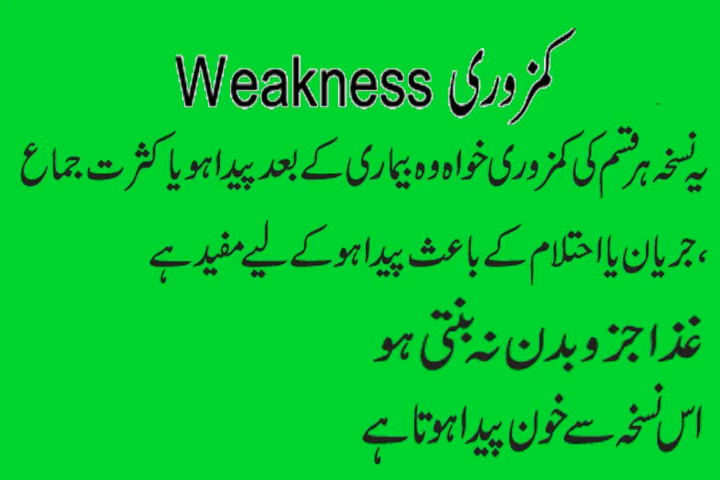 کمزوری Weakness
یہ نسخہ ہر قسم کی کمزوری خواہ وہ بیماری کے بعد پیدا ہو یا کثرت جماع
،جریان یا احتلام کے باعث پیدا ہو کے لیے مفید ہے
غذا جزو بدن نہ بنتی ہو
اس نسخہ سے خون پیدا ہوتا ہے